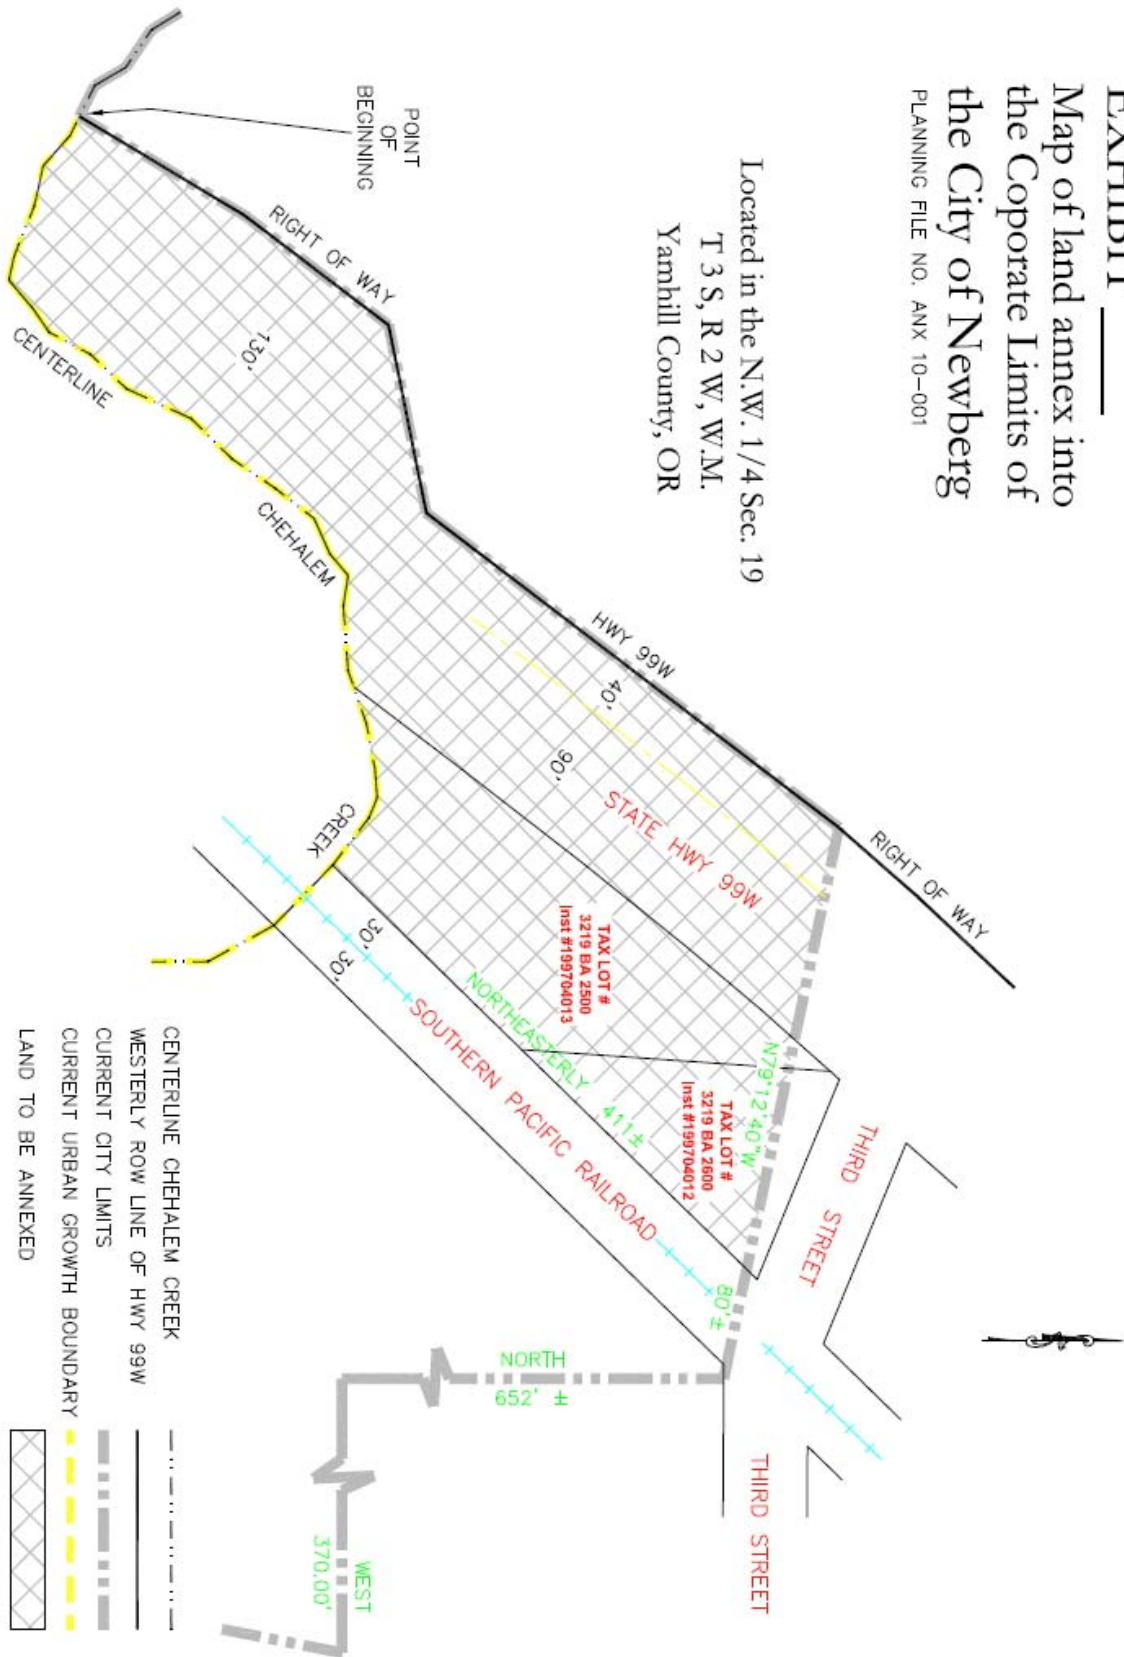 EXHIBIT
Map of land annex into
the Coporate Limits of
the City of Newberg
PLANNING FILE NO. ANX 10-001
Located in the N.W. 1/4 Sec. 19
T 3 S, R 2 W, W.M.
Yamhill County, OR
POINT
OF
BEGINNING
RIGHT OF WAY
130'
CENTERLINE
CHEHALEM
CREEK
HWY 99W
40'
90'
STATE HWY 99W
RIGHT OF WAY
TAX LOT #
3219 BA 2500
Inst #199704013
N79°12'40"W
TAX LOT #
3219 BA 2600
Inst #199704012
NORTHEASTERLY 411±
30'
30'
SOUTHERN PACIFIC RAILROAD
80'±
THIRD STREET
THIRD STREET
NORTH
652' ±
WEST
370.00'
CENTERLINE CHEHALEM CREEK
WESTERLY ROW LINE OF HWY 99W
CURRENT CITY LIMITS
CURRENT URBAN GROWTH BOUNDARY
LAND TO BE ANNEXED